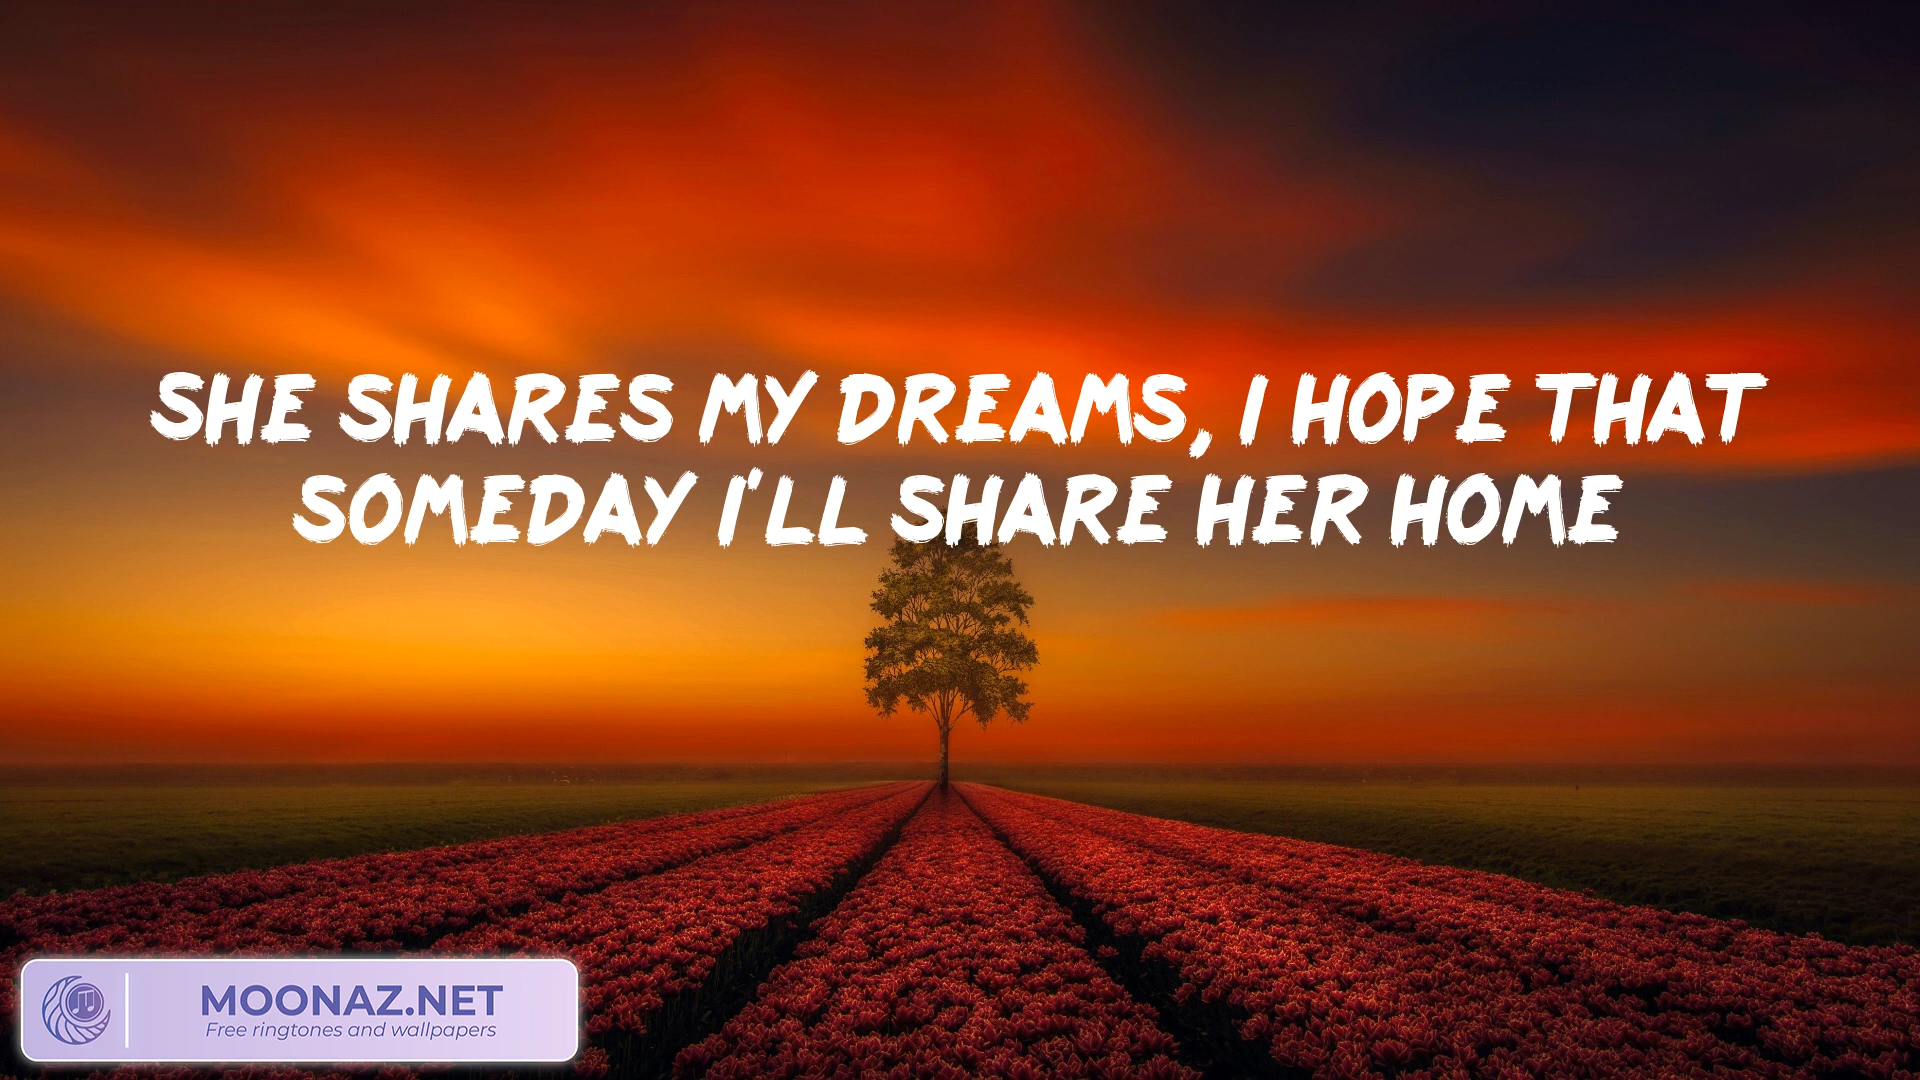 SHE SHARES MY DREAMS, I HOPE THAT
SOMEDAY I'LL SHARE HER HOME
MOONAZ.NET
Free ringtones and wallpapers